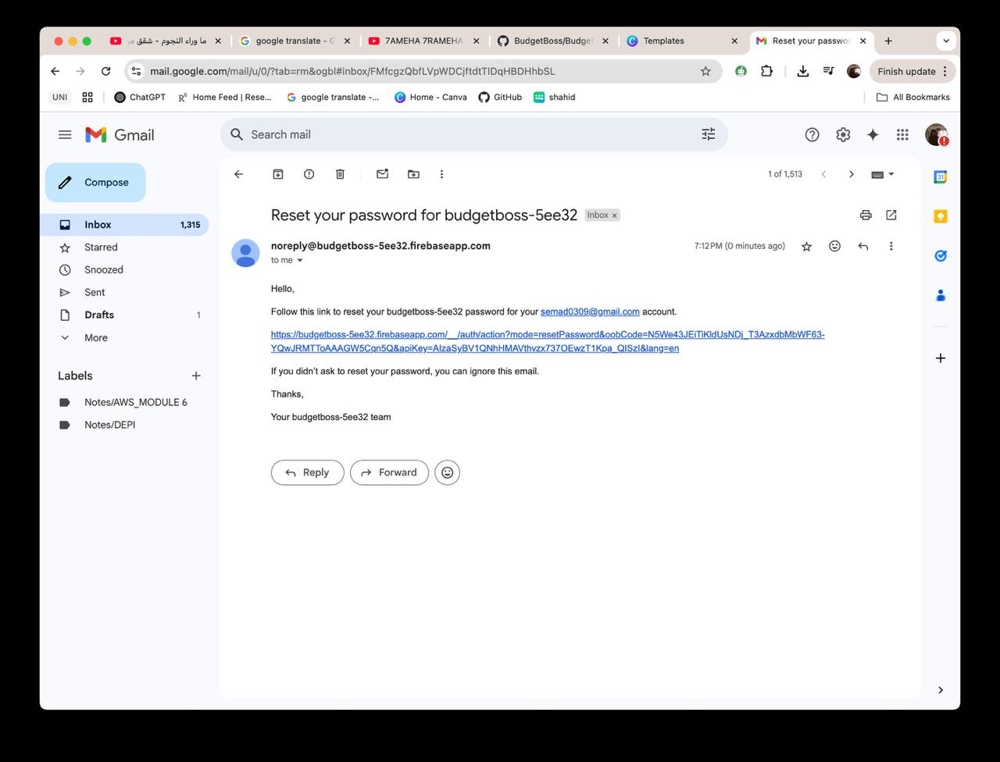 ما وراء النجوم - شقق
google translate - G
7AMEHA 7RAMEHA
BudgetBoss/Budget
Templates
Reset your passwor
mail.google.com/mail/u/0/?tab=rm&ogbl#inbox/FMfcgzQbfLVpWDCjftdtTlDqHBDHhbSL
Finish update
UNI
ChatGPT
Home Feed | Rese...
google translate -...
Home - Canva
GitHub
shahid
All Bookmarks
Gmail
Search mail
Compose
1 of 1,513
Inbox 1,315
Starred
Snoozed
Sent
Drafts 1
More
Labels
Notes/AWS_MODULE 6
Notes/DEPI
Reset your password for budgetboss-5ee32 Inbox ×
noreply@budgetboss-5ee32.firebaseapp.com
7:12 PM (0 minutes ago)
to me
Hello,
Follow this link to reset your budgetboss-5ee32 password for your semad0309@gmail.com account.
https://budgetboss-5ee32.firebaseapp.com/__/auth/action?mode=resetPassword&oobCode=N5We43JEiTiKldUsNDj_T3AzxdbMbWF63-
YQwJRMTToAAAGW5Cqn5Q&apiKey=AIzaSyBV1QNhHMAVthvzx737OEwzT1Kpa_QISzI&lang=en
If you didn't ask to reset your password, you can ignore this email.
Thanks,
Your budgetboss-5ee32 team
Reply
Forward
31